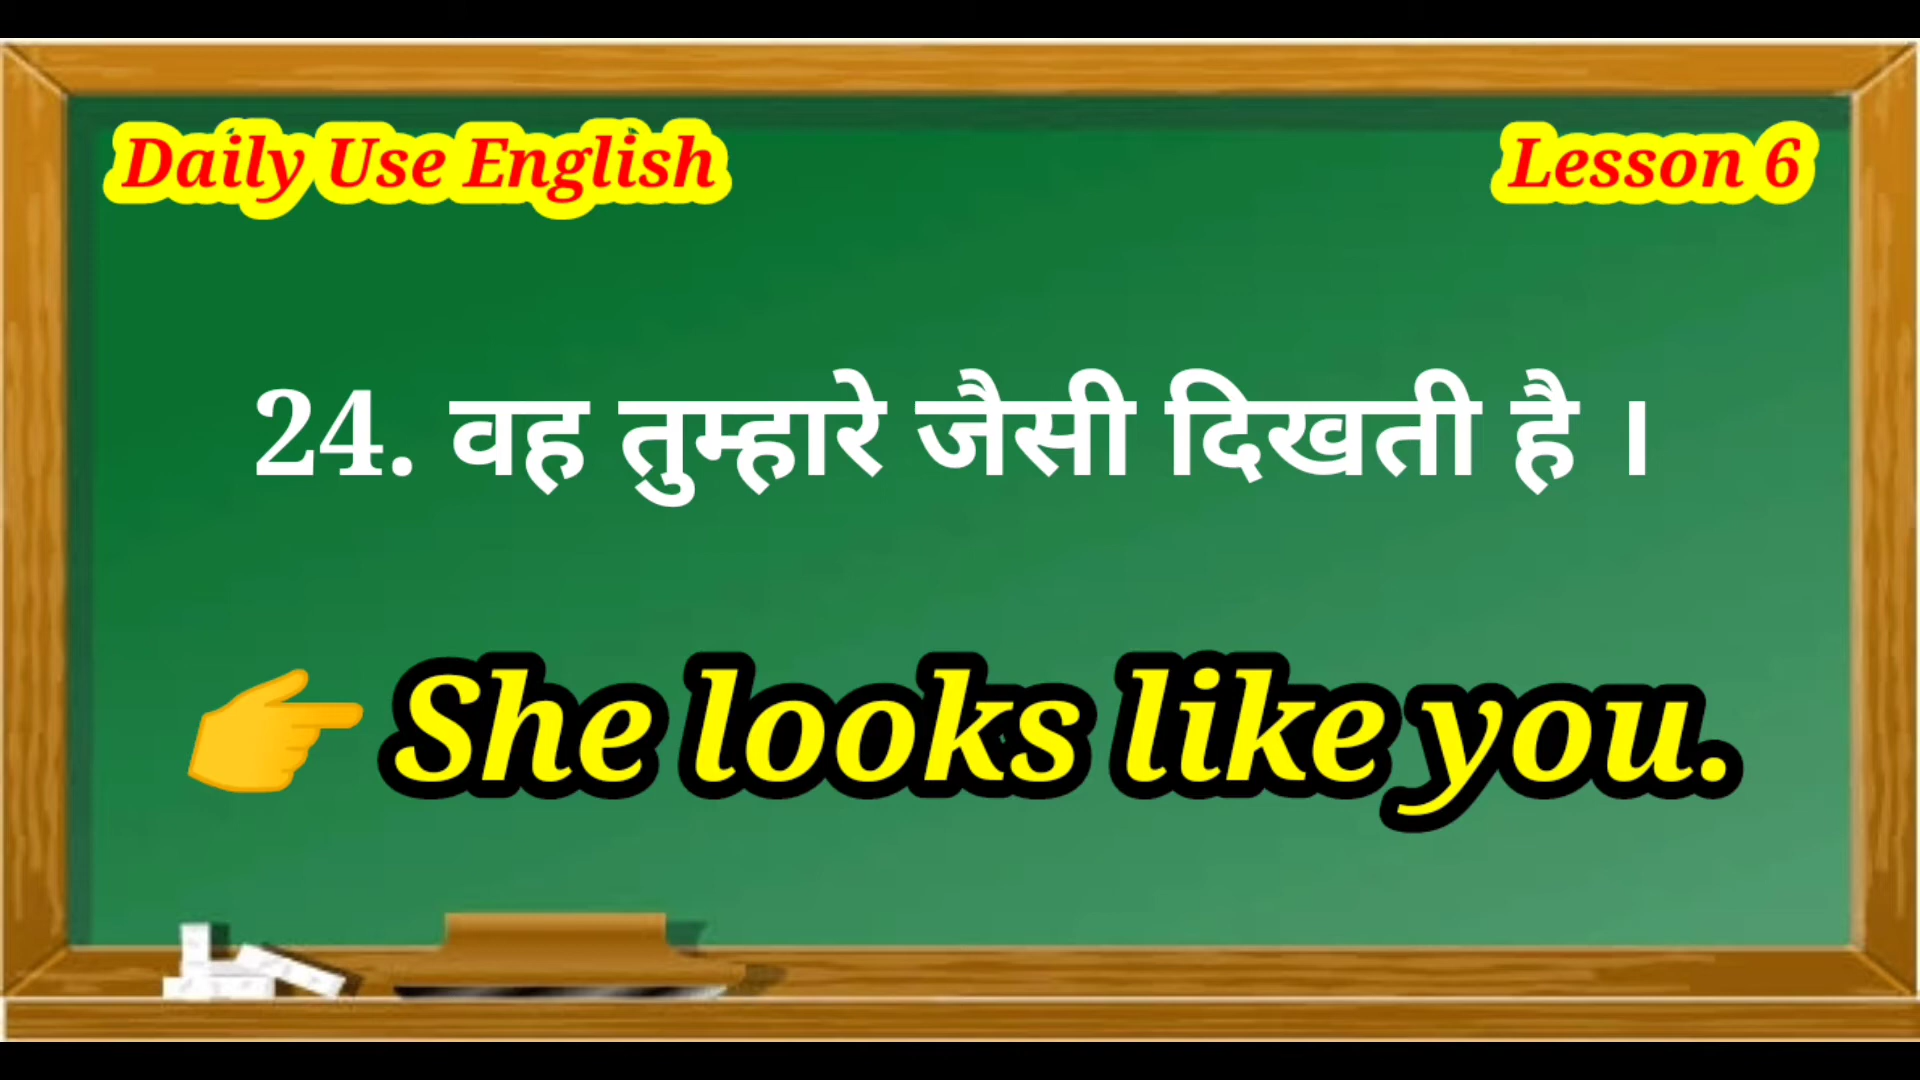 Daily Use English
Lesson 6
24. वह तुम्हारे जैसी दिखती है ।
👉 She looks like you.